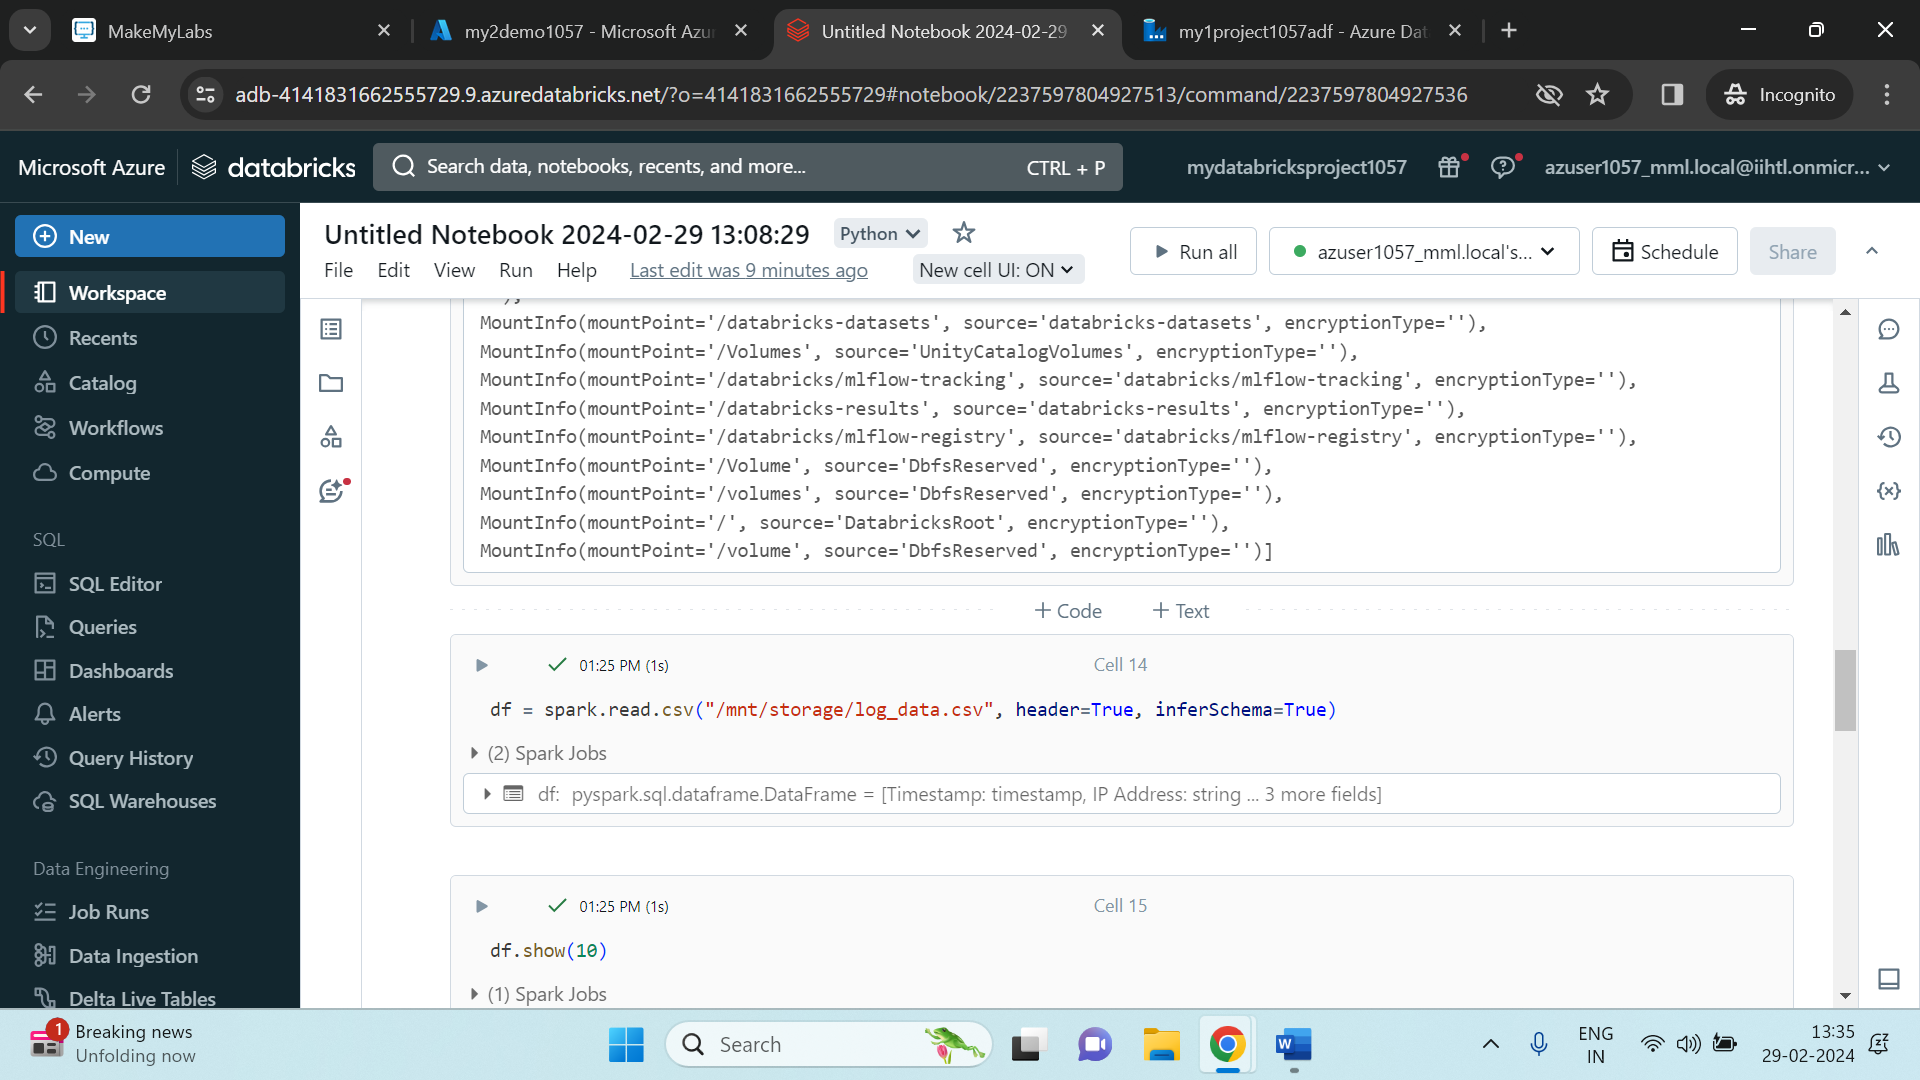 MakeMyLabs
my2demo1057 - Microsoft Azur
Untitled Notebook 2024-02-29
my1project1057adf - Azure Dat
adb-4141831662555729.9.azuredatabricks.net/?o=4141831662555729#notebook/2237597804927513/command/2237597804927536
Incognito
Microsoft Azure
databricks
Search data, notebooks, recents, and more...
CTRL + P
mydatabricksproject1057
azuser1057_mml.local@iihtl.onmicr...
New
Workspace
Recents
Catalog
Workflows
Compute
SQL
SQL Editor
Queries
Dashboards
Alerts
Query History
SQL Warehouses
Data Engineering
Job Runs
Data Ingestion
Delta Live Tables
Untitled Notebook 2024-02-29 13:08:29
Python
File Edit View Run Help
Last edit was 9 minutes ago
New cell UI: ON
Run all
azuser1057_mml.local's...
Schedule
Share
MountInfo(mountPoint='/databricks-datasets', source='databricks-datasets', encryptionType=''),
MountInfo(mountPoint='/Volumes', source='UnityCatalogVolumes', encryptionType=''),
MountInfo(mountPoint='/databricks/mlflow-tracking', source='databricks/mlflow-tracking', encryptionType=''),
MountInfo(mountPoint='/databricks-results', source='databricks-results', encryptionType=''),
MountInfo(mountPoint='/databricks/mlflow-registry', source='databricks/mlflow-registry', encryptionType=''),
MountInfo(mountPoint='/Volume', source='DbfsReserved', encryptionType=''),
MountInfo(mountPoint='/volumes', source='DbfsReserved', encryptionType=''),
MountInfo(mountPoint='/', source='DatabricksRoot', encryptionType=''),
MountInfo(mountPoint='/volume', source='DbfsReserved', encryptionType='')]
+ Code
+ Text
01:25 PM (1s)
Cell 14
df = spark.read.csv("/mnt/storage/log_data.csv", header=True, inferSchema=True)
(2) Spark Jobs
df: pyspark.sql.dataframe.DataFrame = [Timestamp: timestamp, IP Address: string ... 3 more fields]
01:25 PM (1s)
Cell 15
df.show(10)
(1) Spark Jobs
1
Breaking news
Unfolding now
Search
W
ENG
IN
13:35
29-02-2024